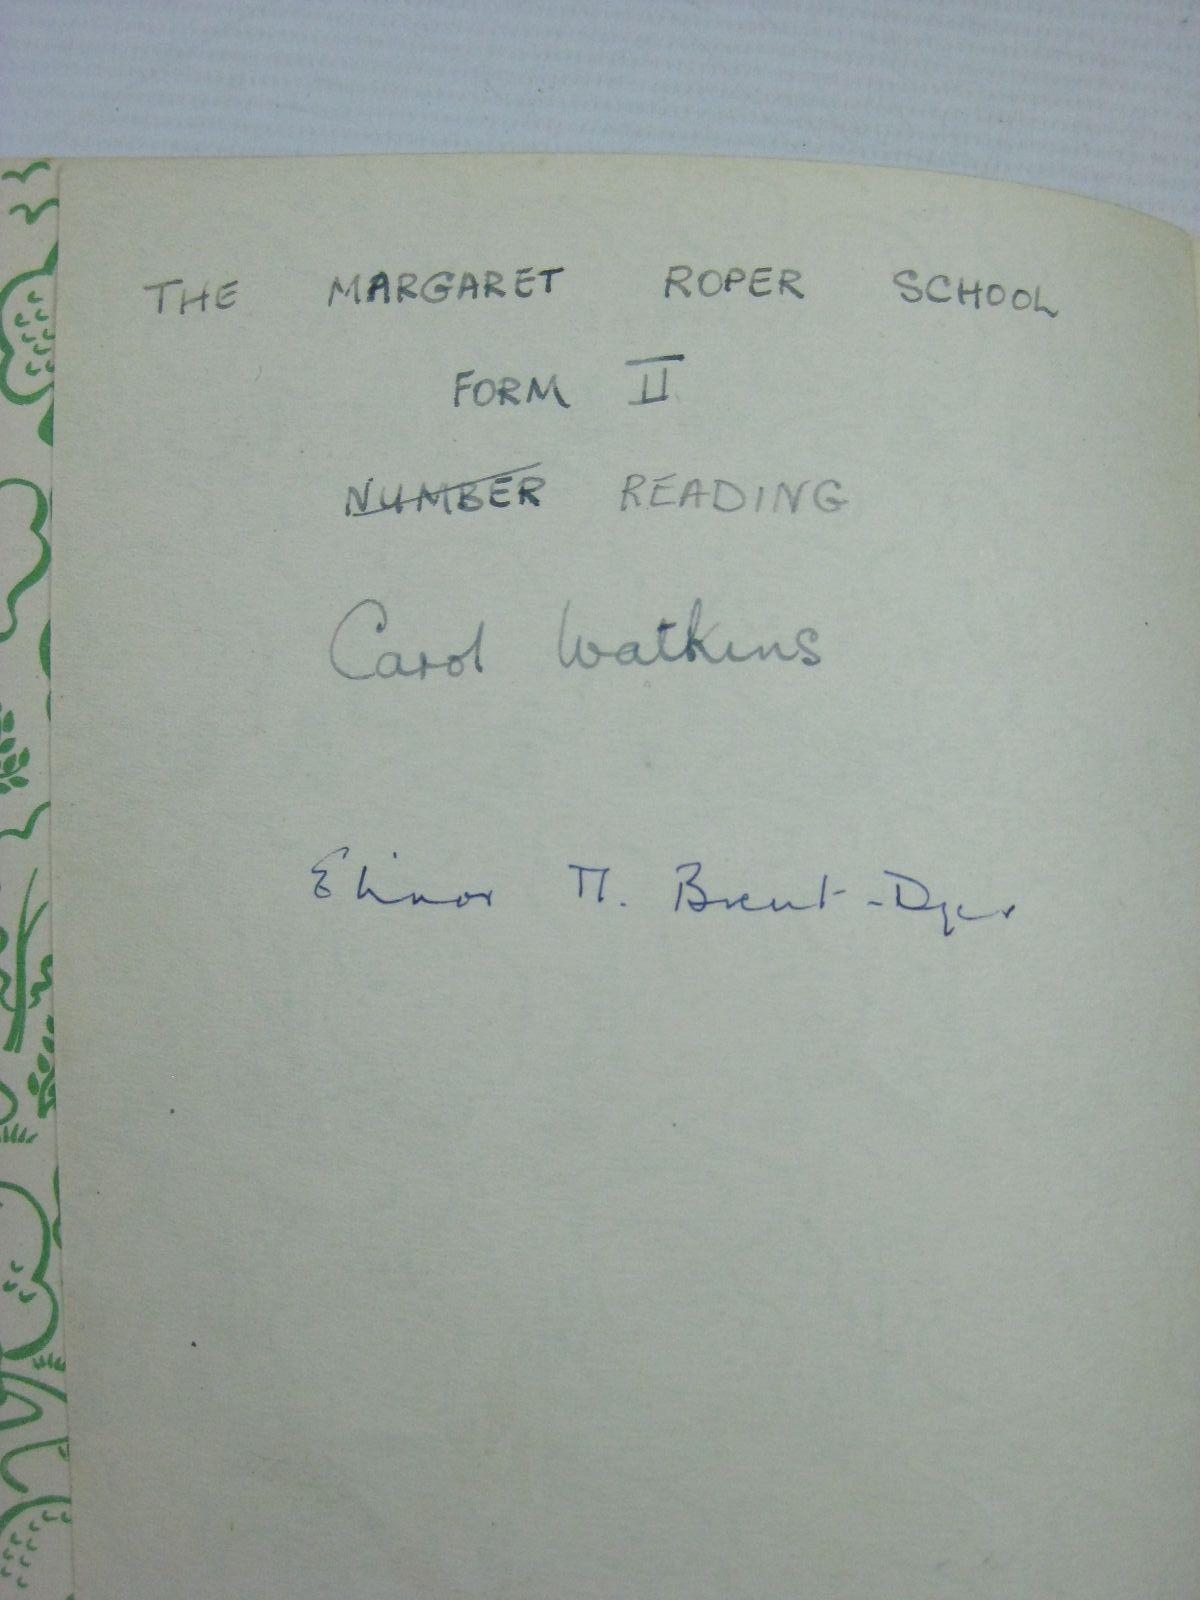 THE MARGARET ROPER SCHOOL
FORM II
NUMBER READING
Carol Watkins
Elinor M. Brent-Dyer